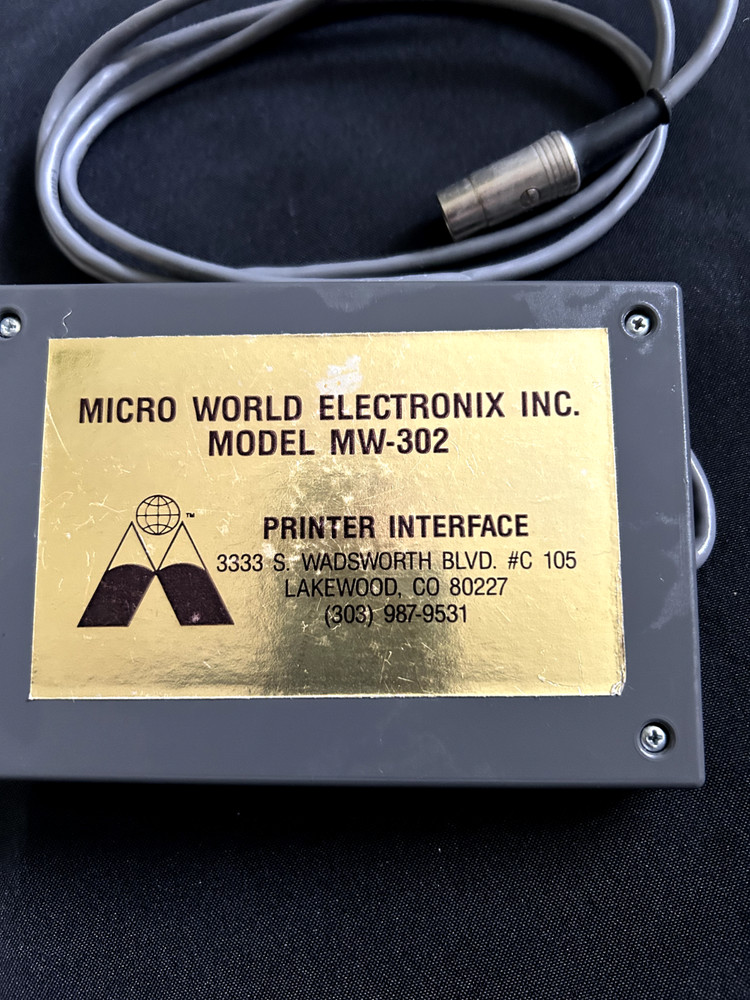 MICRO WORLD ELECTRONIX INC.
MODEL MW-302
™
PRINTER INTERFACE
3333 S. WADSWORTH BLVD. #C 105
LAKEWOOD, CO 80227
(303) 987-9531